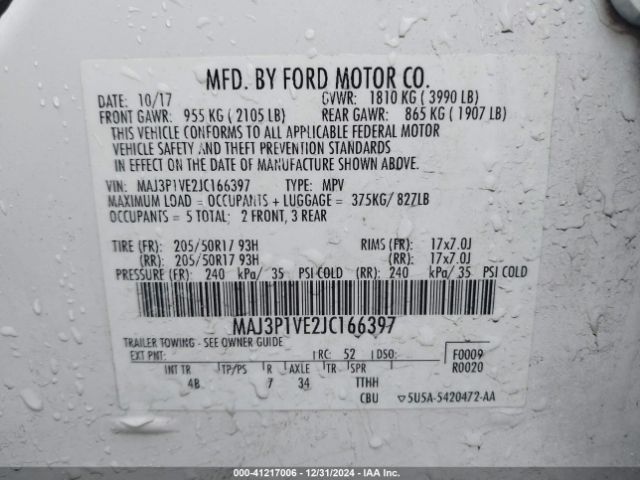 MFD. BY FORD MOTOR CO.
DATE: 10/17 GVWR: 1810 KG ( 3990 LB)
FRONT GAWR: 955 KG ( 2105 LB) REAR GAWR: 865 KG ( 1907 LB)
THIS VEHICLE CONFORMS TO ALL APPLICABLE FEDERAL MOTOR
VEHICLE SAFETY AND THEFT PREVENTION STANDARDS
IN EFFECT ON THE DATE OF MANUFACTURE SHOWN ABOVE.
VIN: MAJ3P1VE2JC166397 TYPE: MPV
MAXIMUM LOAD = OCCUPANTS + LUGGAGE = 375KG/ 827LB
OCCUPANTS = 5 TOTAL; 2 FRONT, 3 REAR
TIRE (FR): 205/50R17 93H RIMS (FR): 17x7.0J
(RR): 205/50R17 93H (RR): 17x7.0J
PRESSURE (FR): 240 kPa/ 35 PSI COLD (RR): 240 kPa/ 35 PSI COLD
MAJ3P1VE2JC166397
TRAILER TOWING - SEE OWNER GUIDE
EXT PNT: RC: 52 DSO: F0009
R0020
INT TR TP/PS R AXLE TR SPR
4B 7 34 TTHH
CBU ▽5U5A-5420472-AA
000-41217006 - 12/31/2024 - IAA Inc.